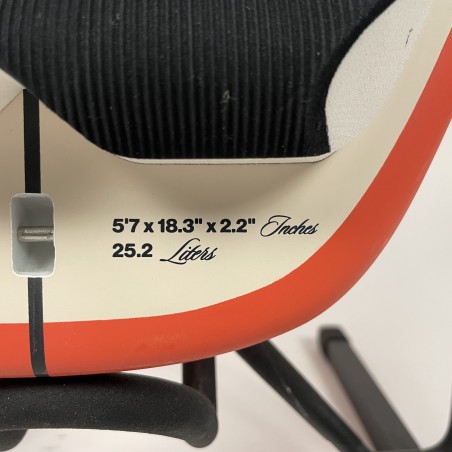 5'7 x 18.3" x 2.2" Inches
25.2 Liters